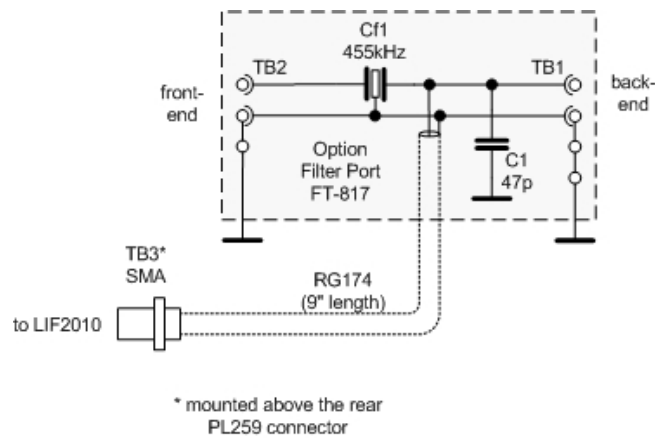 Cf1
455kHz
TB2
TB1
front-
end
back-
end
Option
Filter Port
FT-817
C1
47p
TB3*
SMA
RG174
(9" length)
to LIF2010
* mounted above the rear
PL259 connector